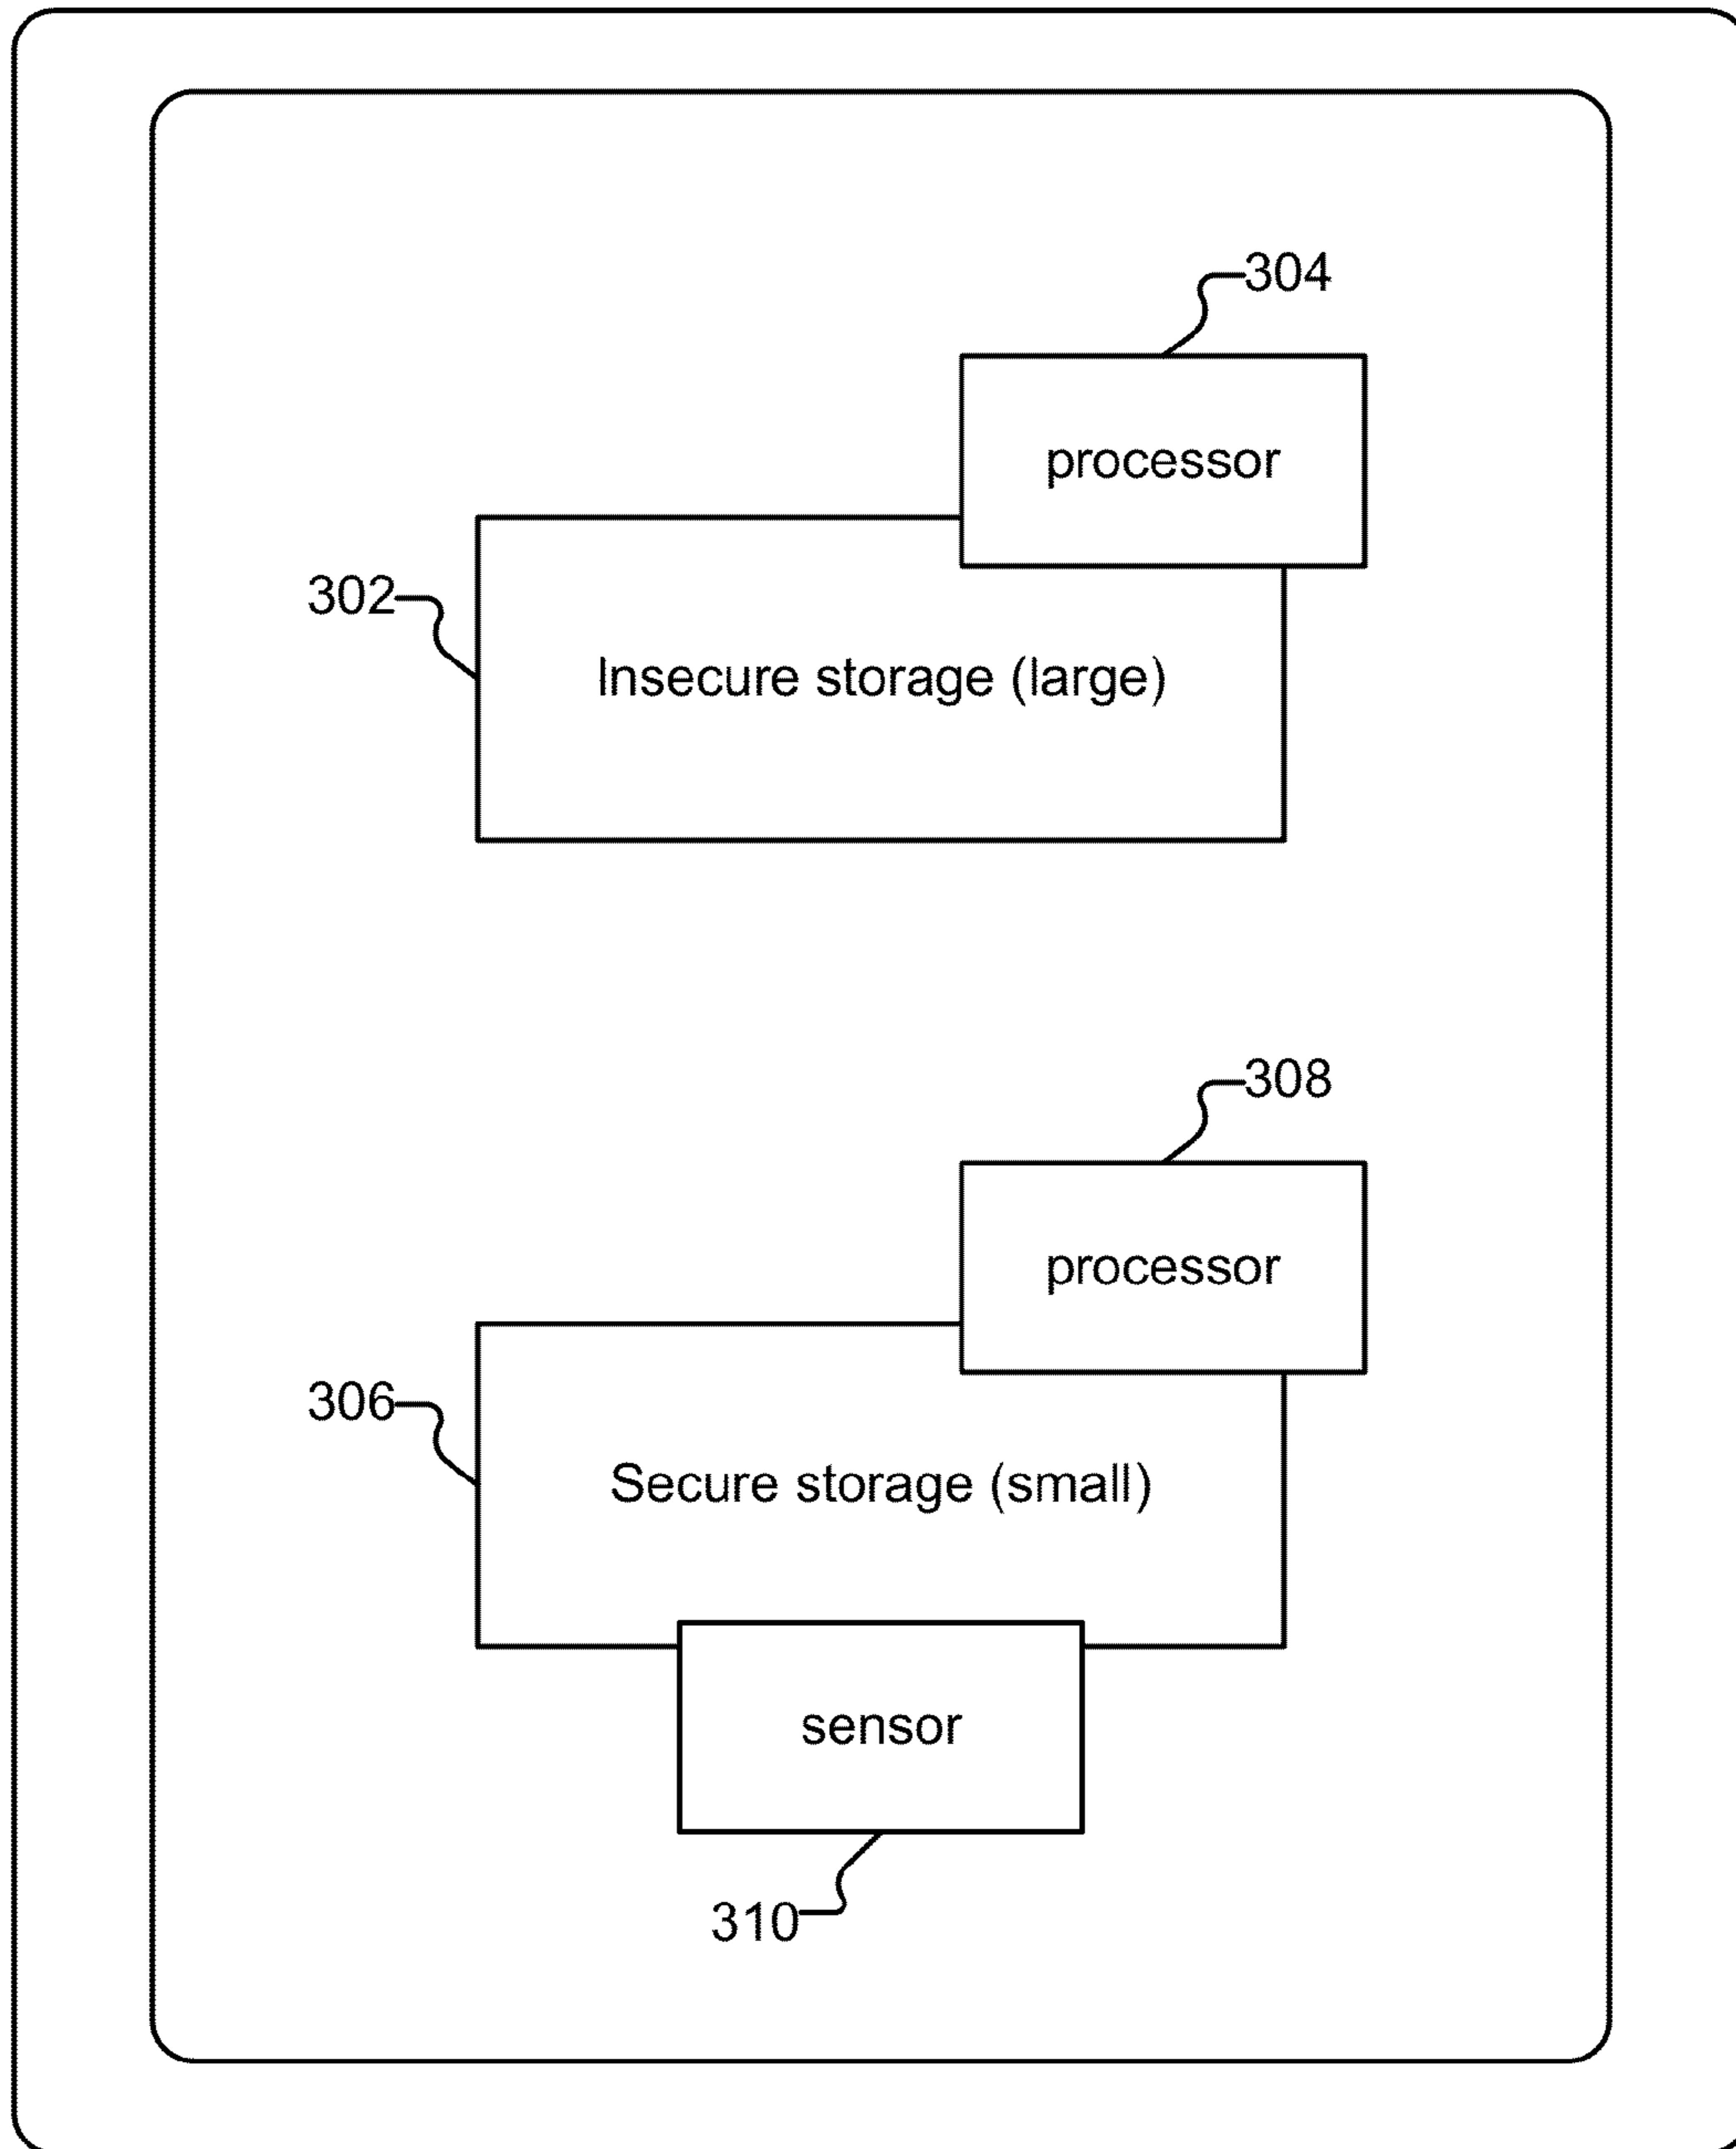 304
processor
302
Insecure storage (large)
308
processor
306
Secure storage (small)
sensor
310